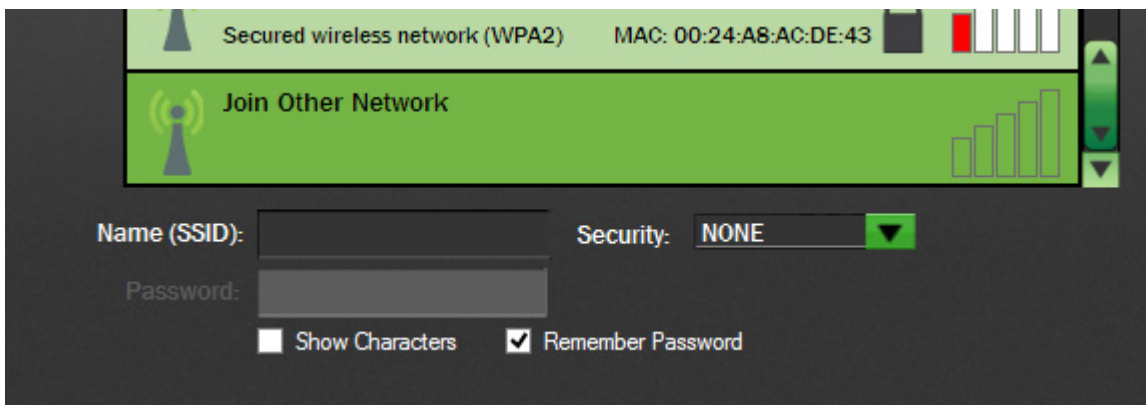 Secured wireless network (WPA2) MAC: 00:24:A8:AC:DE:43
Join Other Network
Name (SSID): Security: NONE
Password:
Show Characters Remember Password